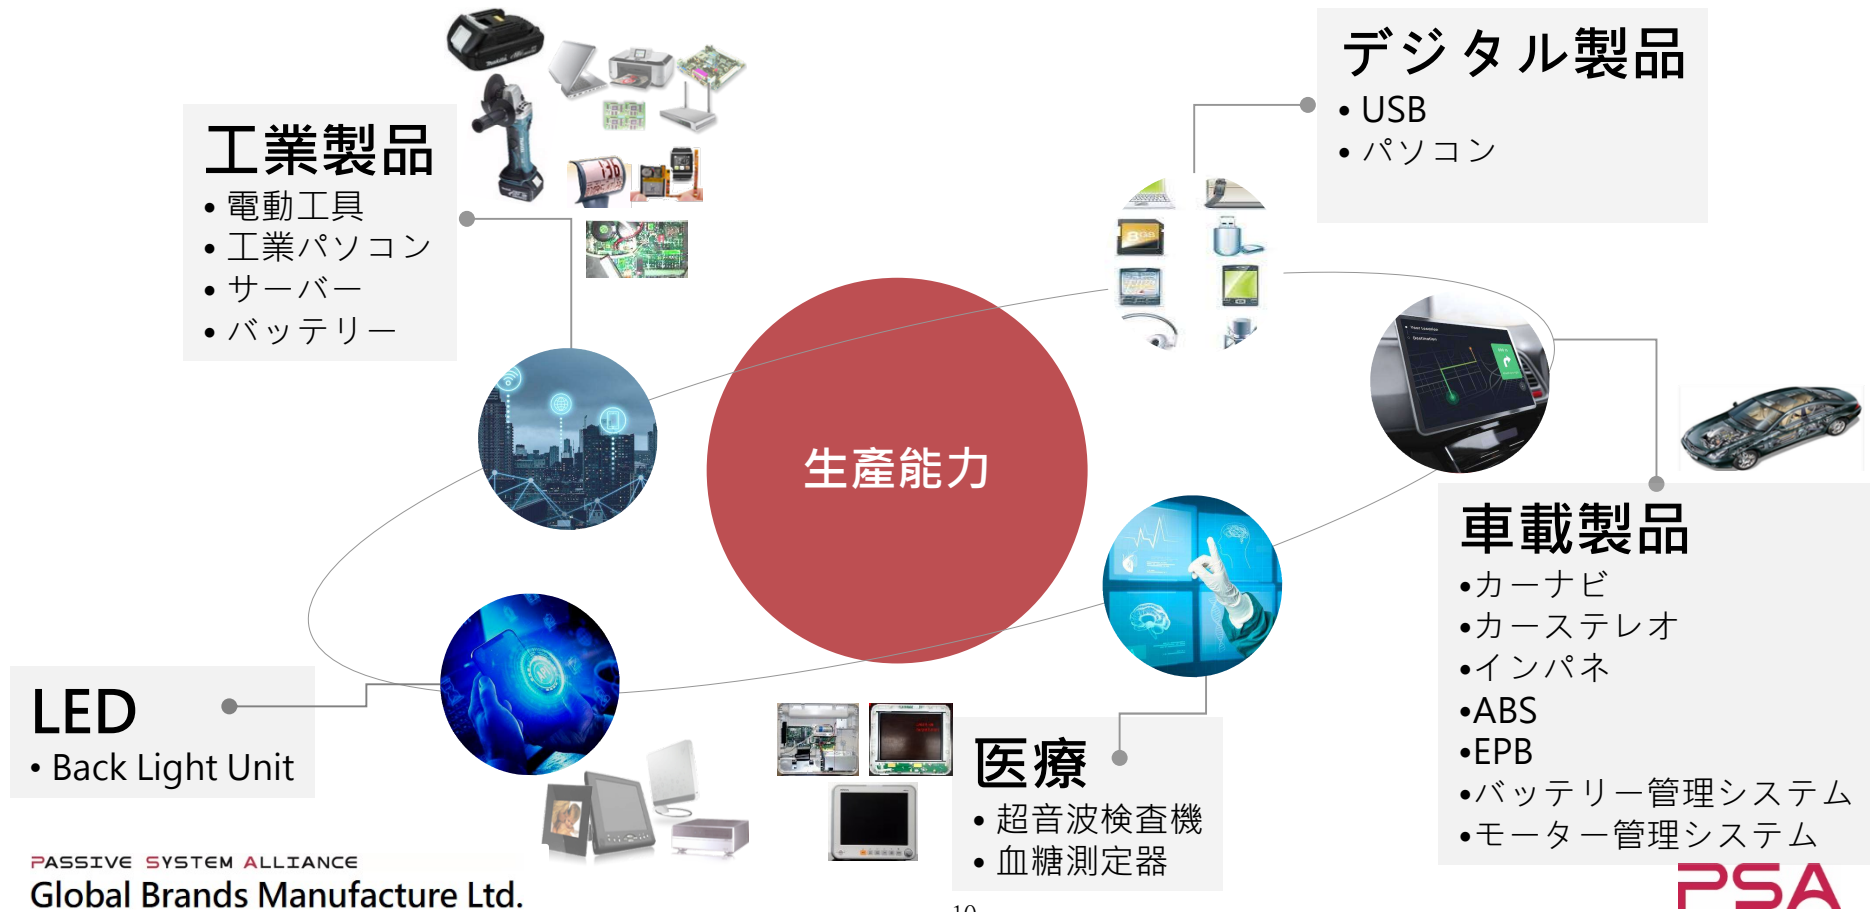 工業製品
• 電動工具
• 工業パソコン
• サーバー
• バッテリー
デジタル製品
• USB
• パソコン
生産能力
車載製品
•カーナビ
•カーステレオ
•インパネ
•ABS
•EPB
•バッテリー管理システム
•モーター管理システム
LED
• Back Light Unit
医療
• 超音波検査機
• 血糖測定器
PASSIVE SYSTEM ALLIANCE
Global Brands Manufacture Ltd.
10
PSA